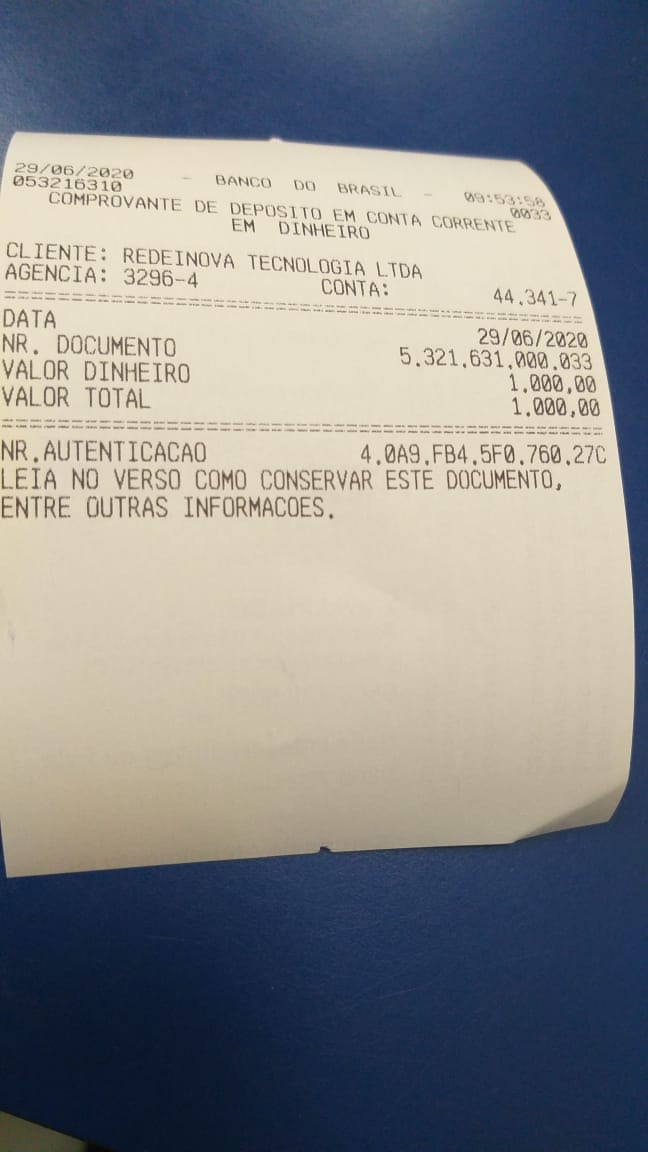 29/06/2020 - BANCO DO BRASIL - 09:53:58
053216310 0033
COMPROVANTE DE DEPOSITO EM CONTA CORRENTE
EM DINHEIRO
CLIENTE: REDEINOVA TECNOLOGIA LTDA
AGENCIA: 3296-4 CONTA: 44.341-7
DATA 29/06/2020
NR. DOCUMENTO 5.321.631.000.033
VALOR DINHEIRO 1.000,00
VALOR TOTAL 1.000,00
NR.AUTENTICACAO 4.0A9.FB4.5F0.760.27C
LEIA NO VERSO COMO CONSERVAR ESTE DOCUMENTO,
ENTRE OUTRAS INFORMACOES.